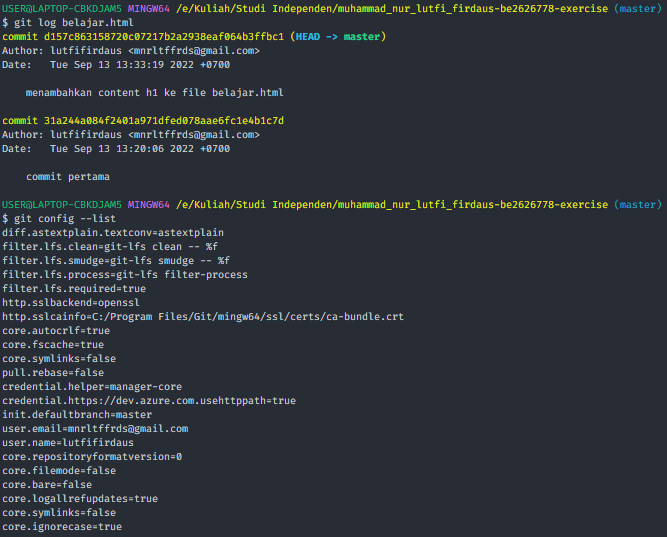 USER@LAPTOP-CBKDJAM5 MINGW64 /e/Kuliah/Studi Independen/muhammad_nur_lutfi_firdaus-be2626778-exercise (master)
$ git log belajar.html
commit d157c863158720c07217b2a2938eaf064b3ffbc1 (HEAD -> master)
Author: lutfifirdaus <mnrltffrds@gmail.com>
Date:   Tue Sep 13 13:33:19 2022 +0700
    menambahkan content h1 ke file belajar.html
commit 31a244a084f2401a971dfed078aae6fc1e4b1c7d
Author: lutfifirdaus <mnrltffrds@gmail.com>
Date:   Tue Sep 13 13:20:06 2022 +0700
    commit pertama
USER@LAPTOP-CBKDJAM5 MINGW64 /e/Kuliah/Studi Independen/muhammad_nur_lutfi_firdaus-be2626778-exercise (master)
$ git config --list
diff.astextplain.textconv=astextplain
filter.lfs.clean=git-lfs clean -- %f
filter.lfs.smudge=git-lfs smudge -- %f
filter.lfs.process=git-lfs filter-process
filter.lfs.required=true
http.sslbackend=openssl
http.sslcainfo=C:/Program Files/Git/mingw64/ssl/certs/ca-bundle.crt
core.autocrlf=true
core.fscache=true
core.symlinks=false
pull.rebase=false
credential.helper=manager-core
credential.https://dev.azure.com.usehttppath=true
init.defaultbranch=master
user.email=mnrltffrds@gmail.com
user.name=lutfifirdaus
core.repositoryformatversion=0
core.filemode=false
core.bare=false
core.logallrefupdates=true
core.symlinks=false
core.ignorecase=true